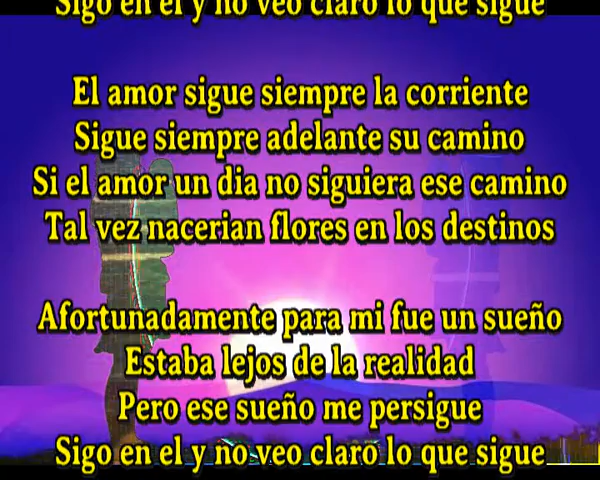 Sigo en el y no veo claro lo que sigue
El amor sigue siempre la corriente
Sigue siempre adelante su camino
Si el amor un dia no siguiera ese camino
Tal vez nacerian flores en los destinos
Afortunadamente para mi fue un sueño
Estaba lejos de la realidad
Pero ese sueño me persigue
Sigo en el y no veo claro lo que sigue